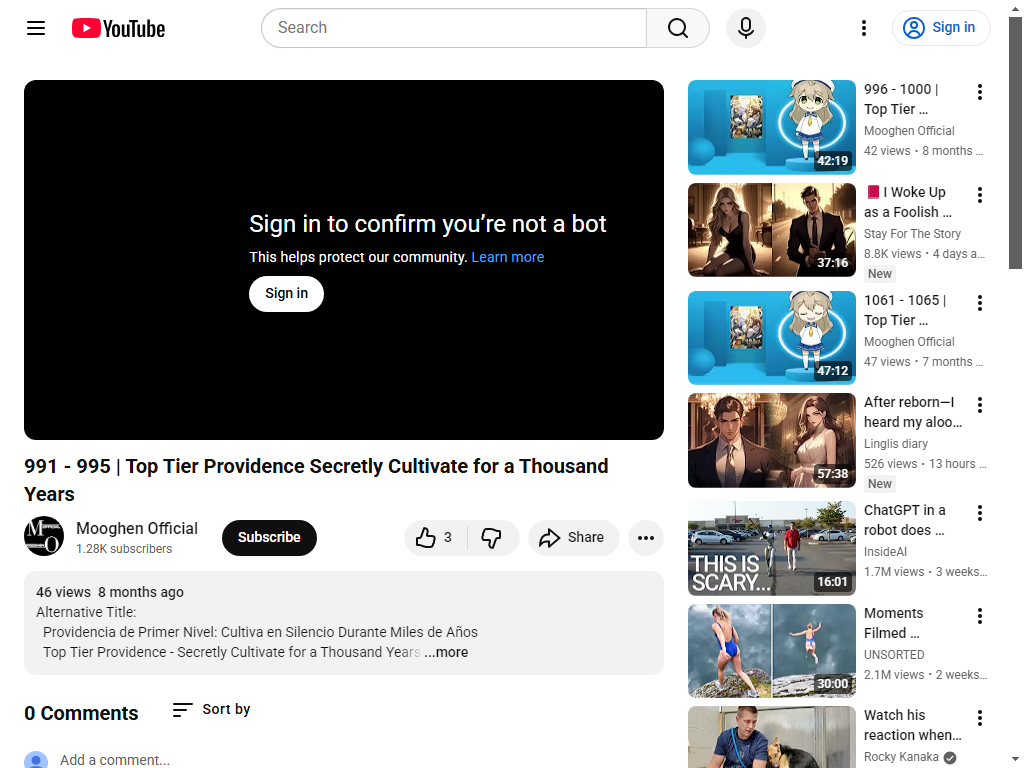 YouTube
Search
Sign in
Sign in to confirm you're not a bot
This helps protect our community. Learn more
Sign in
991 - 995 | Top Tier Providence Secretly Cultivate for a Thousand
Years
Mooghen Official
1.28K subscribers
Subscribe
3
Share
46 views 8 months ago
Alternative Title:
Providencia de Primer Nivel: Cultiva en Silencio Durante Miles de Años
Top Tier Providence - Secretly Cultivate for a Thousand Years ...more
0 Comments
Sort by
Add a comment...
42:19
996 - 1000 |
Top Tier ...
Mooghen Official
42 views • 8 months ...
37:16
I Woke Up
as a Foolish ...
Stay For The Story
8.8K views • 4 days a...
New
47:12
1061 - 1065 |
Top Tier ...
Mooghen Official
47 views • 7 months ...
57:38
After reborn—I
heard my aloo...
Linglis diary
526 views • 13 hours ...
New
THIS IS
SCARY...
16:01
ChatGPT in a
robot does ...
InsideAI
1.7M views • 3 weeks...
30:00
Moments
Filmed ...
UNSORTED
2.1M views • 2 weeks...
Watch his
reaction when...
Rocky Kanaka